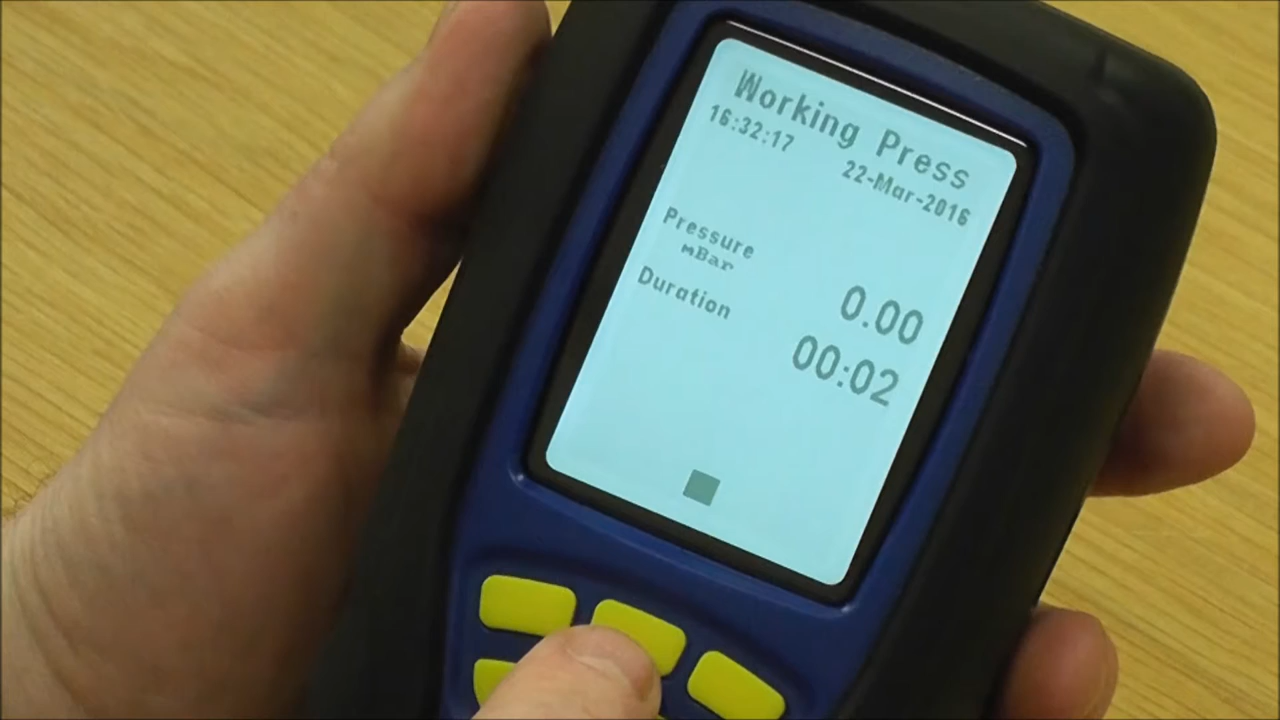 Working Press
16:32:17
22-Mar-2016
Pressure
mBar
0.00
Duration
00:02